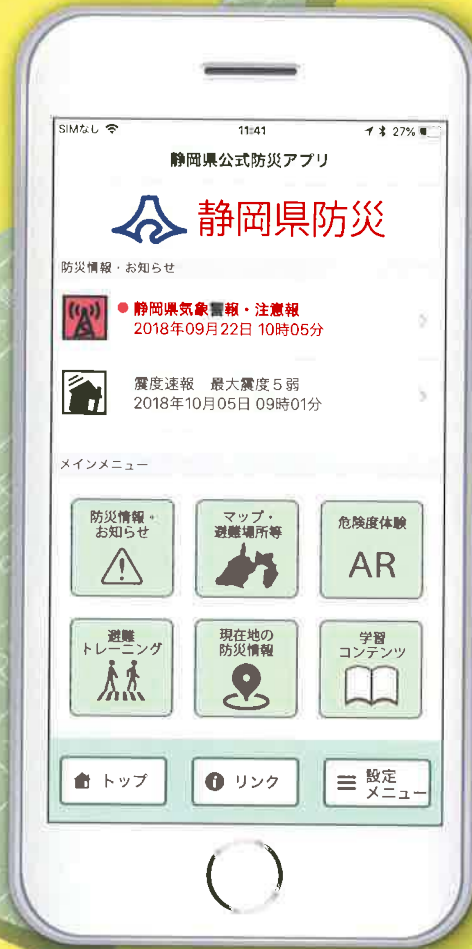 SIMなし 11:41 27%
静岡県公式防災アプリ
静岡県防災
防災情報・お知らせ
静岡県気象警報・注意報
2018年09月22日 10時05分
震度速報 最大震度5弱
2018年10月05日 09時01分
メインメニュー
防災情報・
お知らせ
マップ・
避難場所等
危険度体験
AR
避難
トレーニング
現在地の
防災情報
学習
コンテンツ
トップ
リンク
設定
メニュー